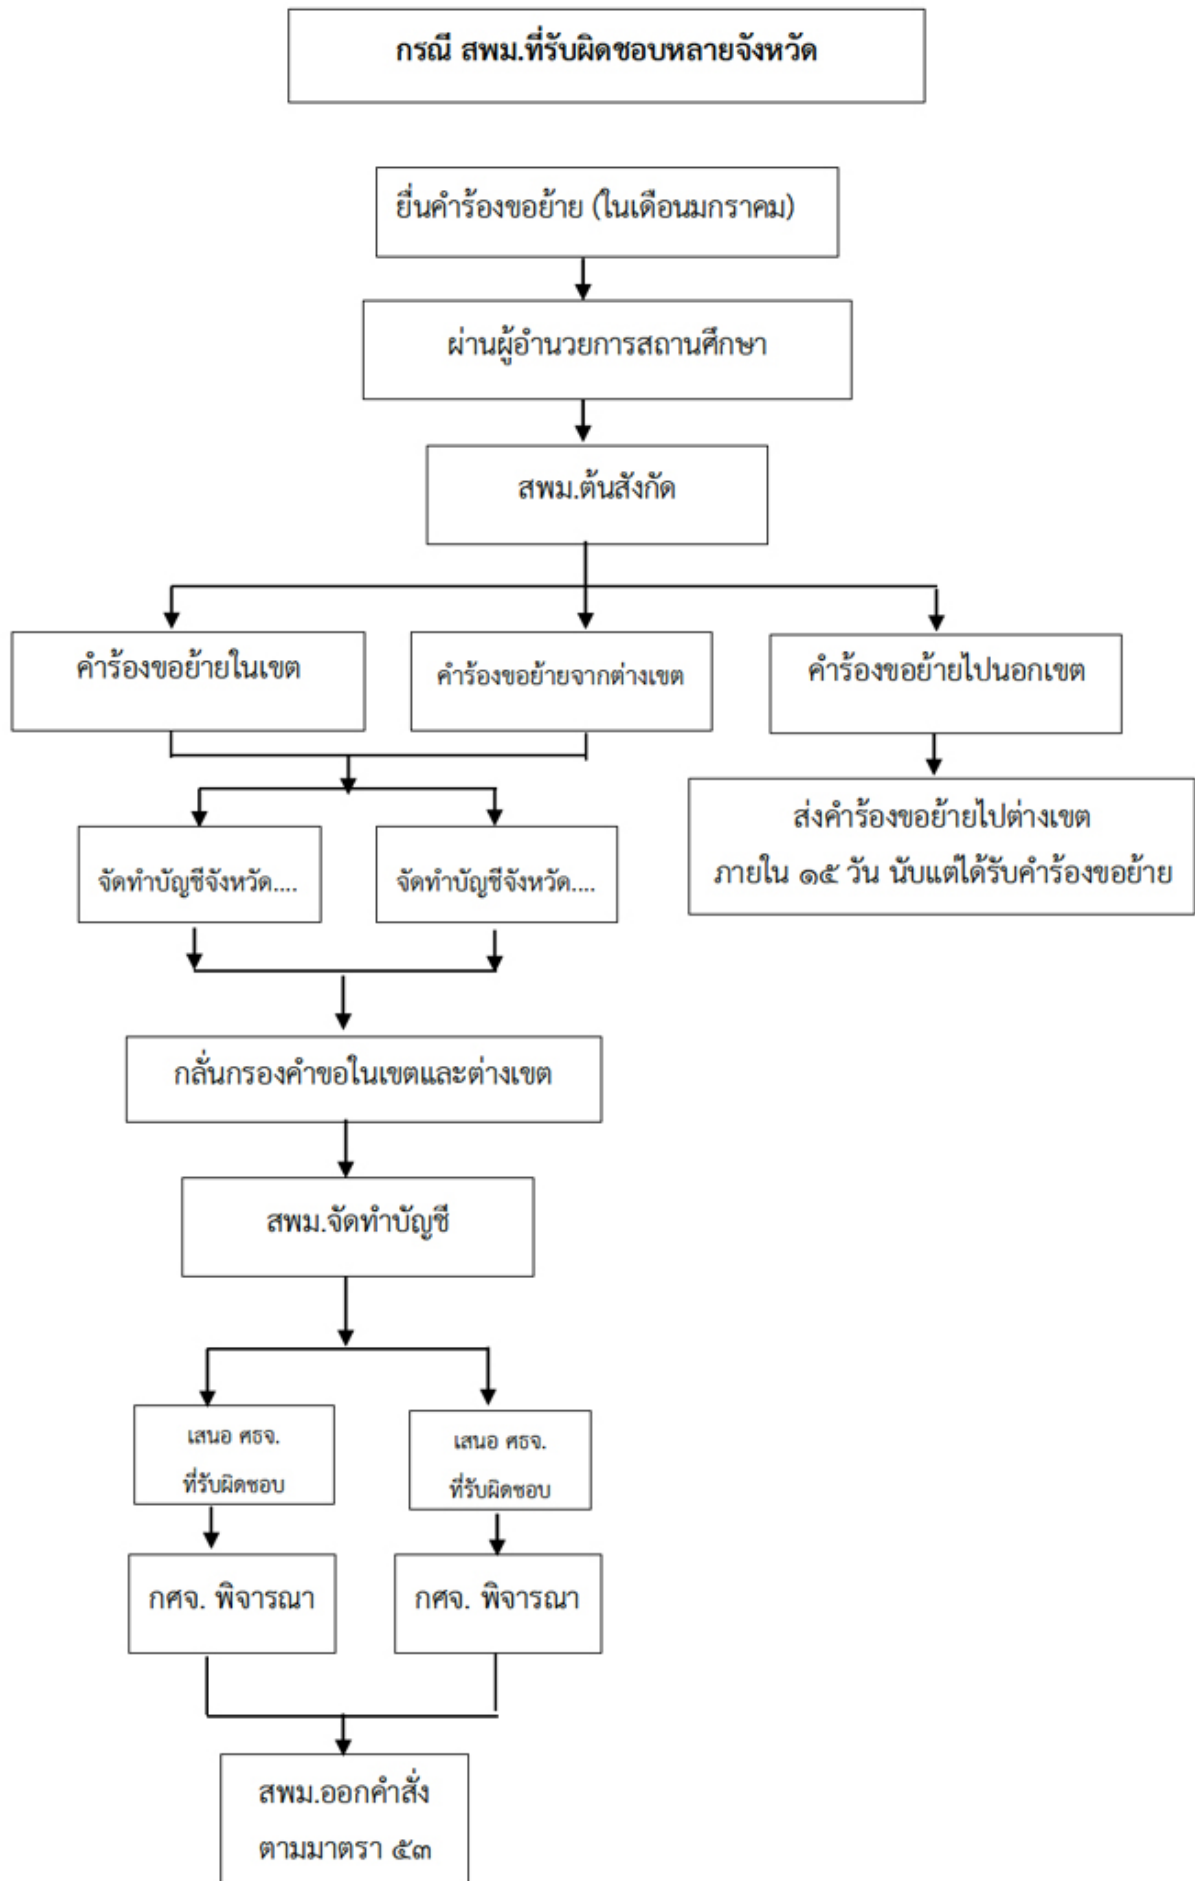 กรณี สพม.ที่รับผิดชอบหลายจังหวัด
ยื่นคำร้องขอย้าย (ในเดือนมกราคม)
ผ่านผู้อำนวยการสถานศึกษา
สพม.ต้นสังกัด
คำร้องขอย้ายในเขต
คำร้องขอย้ายจากต่างเขต
คำร้องขอย้ายไปนอกเขต
ส่งคำร้องขอย้ายไปต่างเขต
ภายใน ๑๕ วัน นับแต่ได้รับคำร้องขอย้าย
จัดทำบัญชีจังหวัด....
จัดทำบัญชีจังหวัด....
กลั่นกรองคำขอในเขตและต่างเขต
สพม.จัดทำบัญชี
เสนอ ศธจ.
ที่รับผิดชอบ
เสนอ ศธจ.
ที่รับผิดชอบ
กศจ. พิจารณา
กศจ. พิจารณา
สพม.ออกคำสั่ง
ตามมาตรา ๕๓